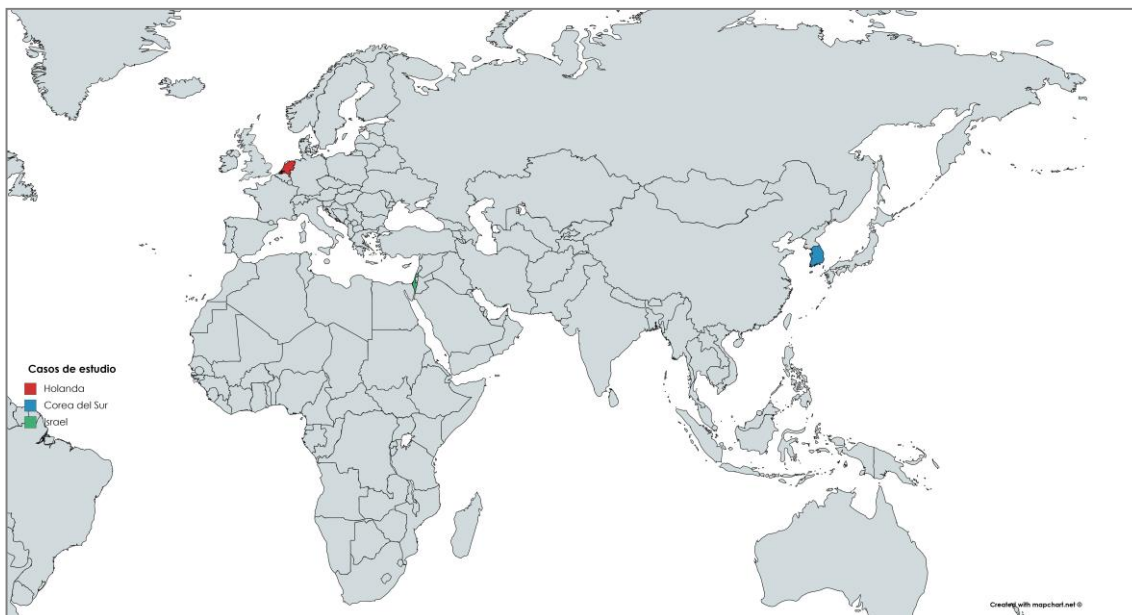 Casos de estudio
Holanda
Corea del Sur
Israel
Created with mapchart.net ©